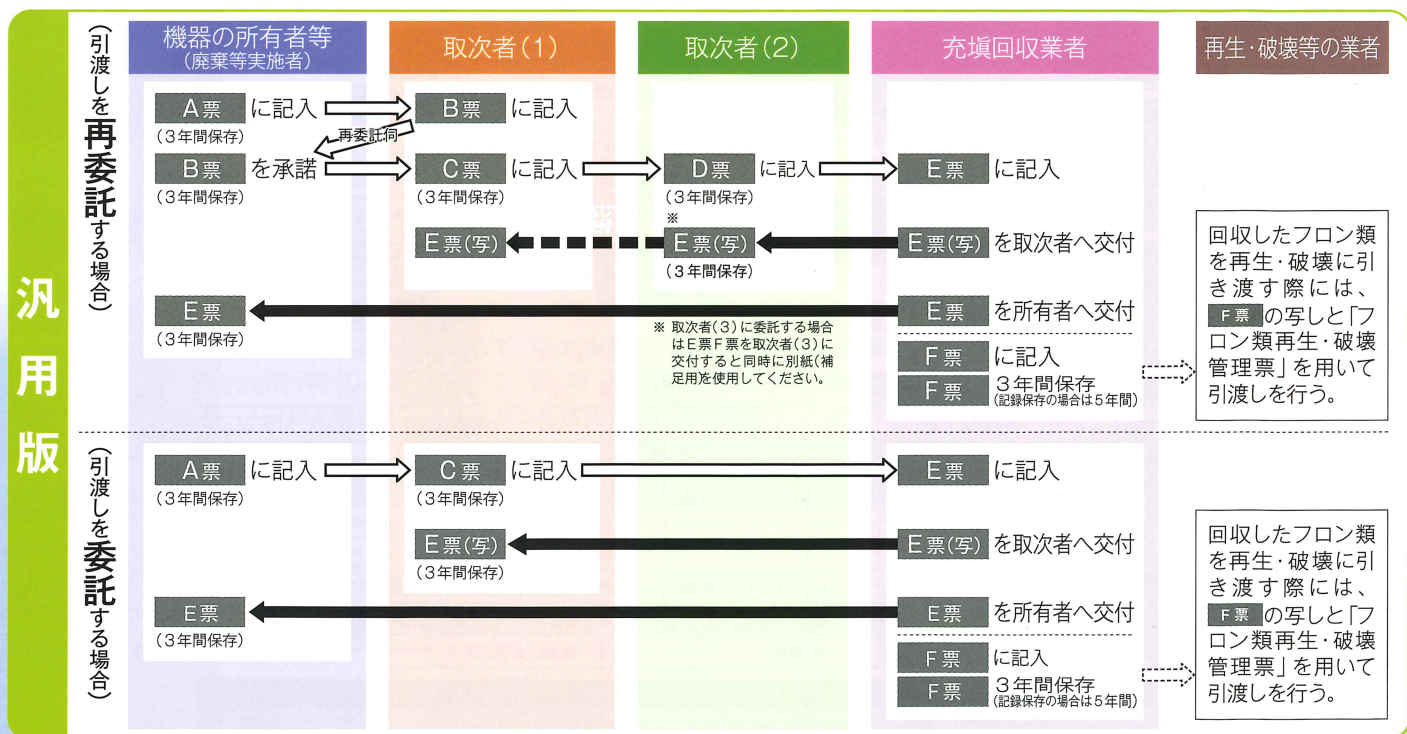 汎用版
(引渡しを再委託する場合)
機器の所有者等
(廃棄等実施者)
取次者(1)
取次者(2)
充塡回収業者
再生・破壊等の業者
A票 に記入
(3年間保存)
B票 に記入
再委託伺
B票 を承諾
(3年間保存)
C票 に記入
(3年間保存)
D票 に記入
(3年間保存)
E票 に記入
E票(写)
※
E票(写)
(3年間保存)
E票(写) を取次者へ交付
E票
(3年間保存)
E票 を所有者へ交付
※ 取次者(3)に委託する場合
はE票F票を取次者(3)に
交付すると同時に別紙(補
足用)を使用してください。
F票 に記入
F票 3年間保存
(記録保存の場合は5年間)
回収したフロン類
を再生・破壊に引
き渡す際には、
F票 の写しと「フ
ロン類再生・破壊
管理票」を用いて
引渡しを行う。
(引渡しを委託する場合)
A票 に記入
(3年間保存)
C票 に記入
(3年間保存)
E票 に記入
E票(写)
(3年間保存)
E票(写) を取次者へ交付
E票
(3年間保存)
E票 を所有者へ交付
F票 に記入
F票 3年間保存
(記録保存の場合は5年間)
回収したフロン類
を再生・破壊に引
き渡す際には、
F票 の写しと「フ
ロン類再生・破壊
管理票」を用いて
引渡しを行う。